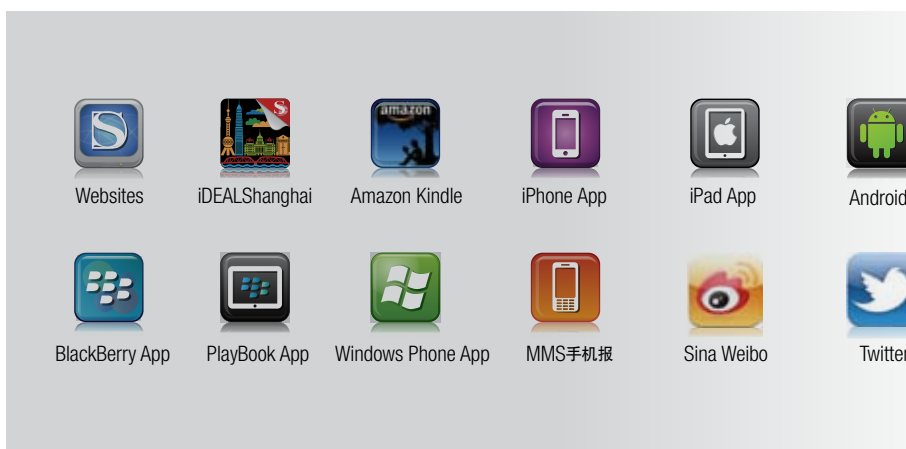 S
S
amazon
Websites iDEALShanghai Amazon Kindle iPhone App iPad App Android
BlackBerry App PlayBook App Windows Phone App MMS手机报 Sina Weibo Twitter